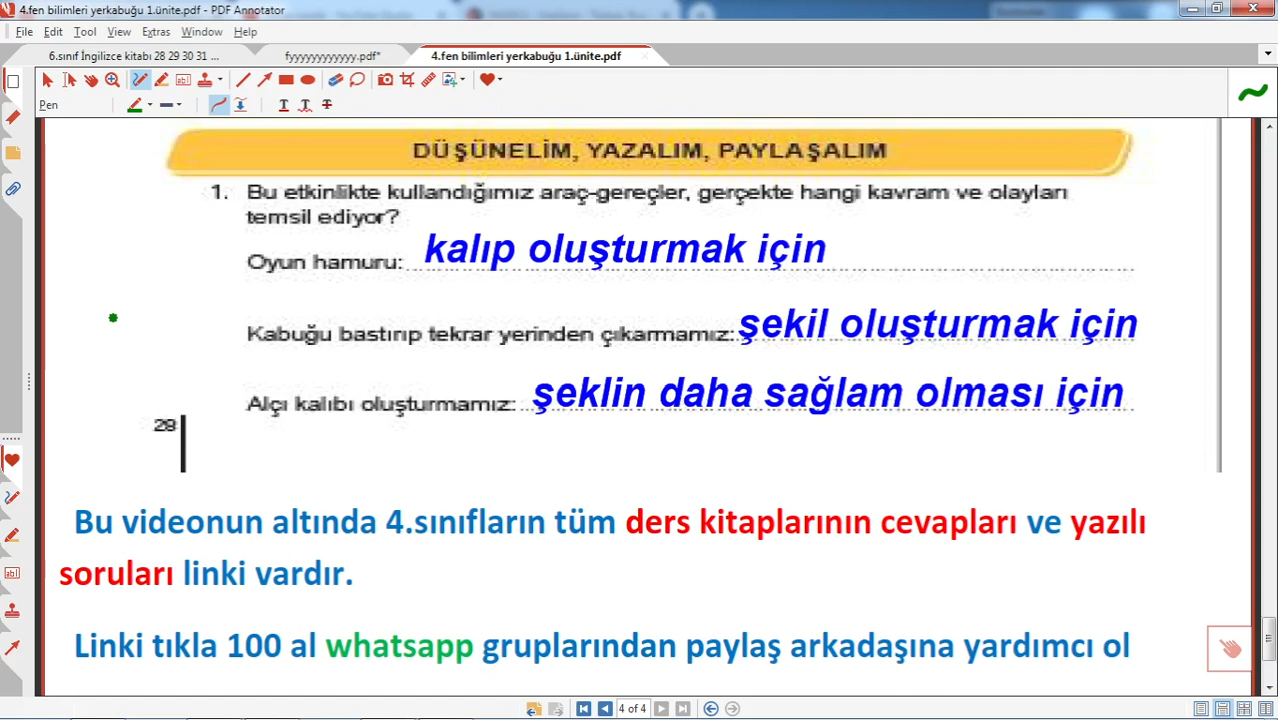 4.fen bilimleri yerkabuğu 1.ünite.pdf - PDF Annotator
File Edit Tool View Extras Window Help
6.sınıf İngilizce kitabı 28 29 30 31 ... fyyyyyyyyyyyy.pdf* 4.fen bilimleri yerkabuğu 1.ünite.pdf
Pen
DÜŞÜNELİM, YAZALIM, PAYLAŞALIM
1. Bu etkinlikte kullandığımız araç-gereçler, gerçekte hangi kavram ve olayları
temsil ediyor?
Oyun hamuru: kalıp oluşturmak için
Kabuğu bastırıp tekrar yerinden çıkarmamız: şekil oluşturmak için
Alçı kalıbı oluşturmamız: şeklin daha sağlam olması için
28
Bu videonun altında 4.sınıfların tüm ders kitaplarının cevapları ve yazılı
soruları linki vardır.
Linki tıkla 100 al whatsapp gruplarından paylaş arkadaşına yardımcı ol
4 of 4